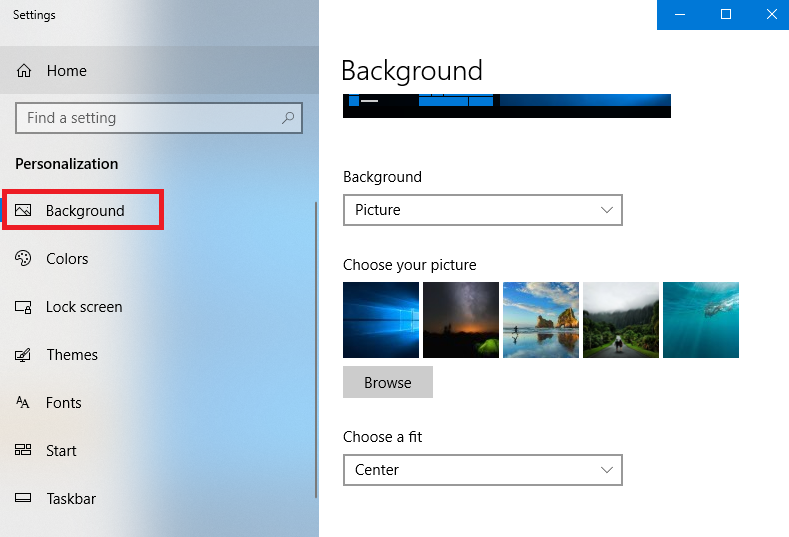 Settings
Home
Find a setting
Personalization
Background
Colors
Lock screen
Themes
Fonts
Start
Taskbar
Background
Background
Picture
Choose your picture
Browse
Choose a fit
Center